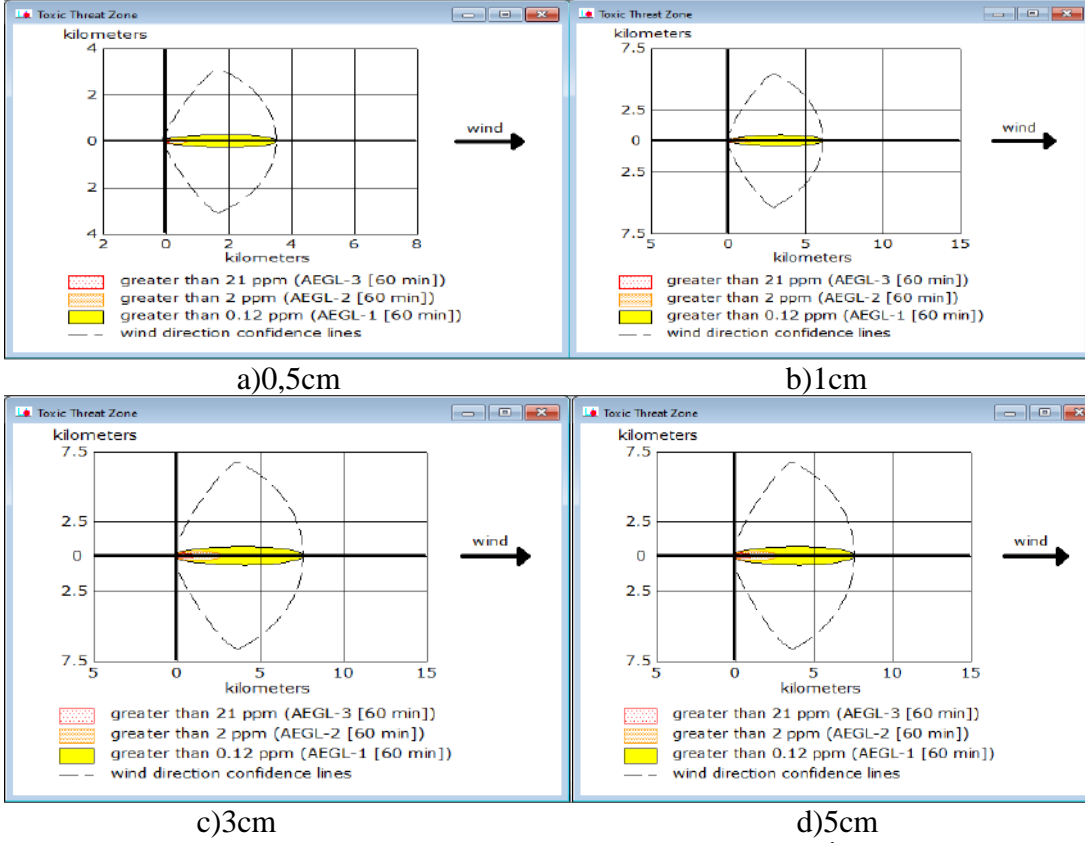 Toxic Threat Zone
kilometers
4
2
0
2
4
2 0 2 4 6 8
kilometers
wind
greater than 21 ppm (AEGL-3 [60 min])
greater than 2 ppm (AEGL-2 [60 min])
greater than 0.12 ppm (AEGL-1 [60 min])
wind direction confidence lines
a)0,5cm
Toxic Threat Zone
kilometers
7.5
2.5
0
2.5
7.5
5 0 5 10 15
kilometers
wind
greater than 21 ppm (AEGL-3 [60 min])
greater than 2 ppm (AEGL-2 [60 min])
greater than 0.12 ppm (AEGL-1 [60 min])
wind direction confidence lines
b)1cm
Toxic Threat Zone
kilometers
7.5
2.5
0
2.5
7.5
5 0 5 10 15
kilometers
wind
greater than 21 ppm (AEGL-3 [60 min])
greater than 2 ppm (AEGL-2 [60 min])
greater than 0.12 ppm (AEGL-1 [60 min])
wind direction confidence lines
c)3cm
Toxic Threat Zone
kilometers
7.5
2.5
0
2.5
7.5
5 0 5 10 15
kilometers
wind
greater than 21 ppm (AEGL-3 [60 min])
greater than 2 ppm (AEGL-2 [60 min])
greater than 0.12 ppm (AEGL-1 [60 min])
wind direction confidence lines
d)5cm